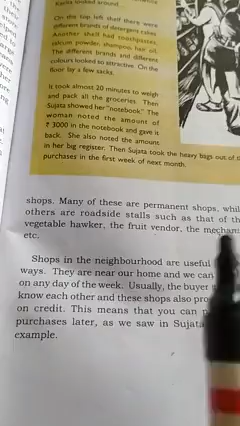 Racks looked around.
On the top left shelf there were
different brands of detergent cakes.
Another shelf had toothpastes,
talcum powder, shampoo, hair oil.
The different brands and different
colours looked so attractive. On the
floor lay a few sacks.
It took almost 20 minutes to weigh
and pack all the groceries. Then
Sujata showed her "notebook." The
woman noted the amount of
₹ 3000 in the notebook and gave it
back. She also noted the amount
in her big register. Then Sujata took the heavy bags out of
purchases in the first week of next month.
shops. Many of these are permanent shops,
others are roadside stalls such as that of
vegetable hawker, the fruit vendor, the
etc.
Shops in the neighbourhood are useful
ways. They are near our home and we can
on any day of the week. Usually, the buyer
know each other and these shops also
on credit. This means that you can
purchases later, as we saw in Sujata
example.